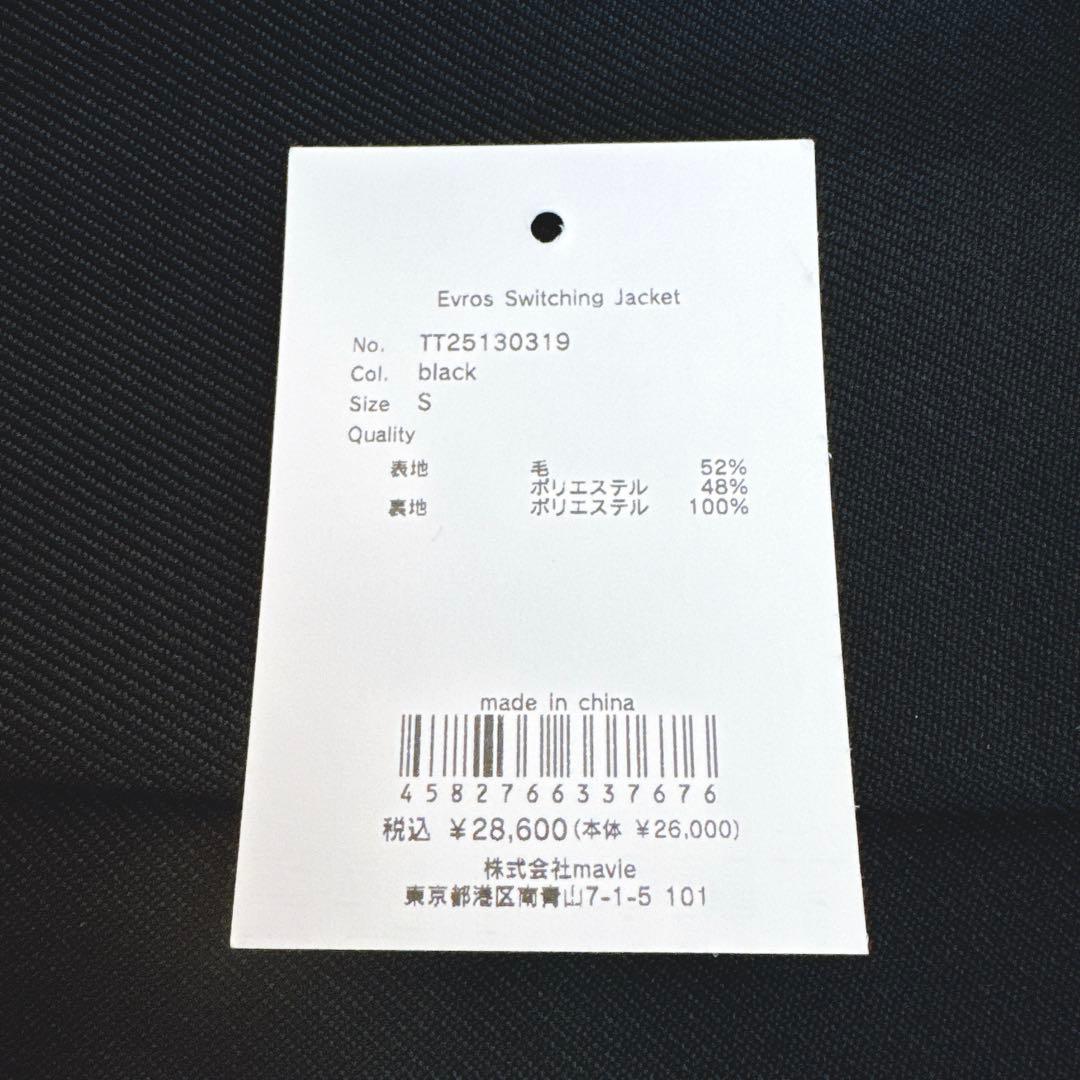 Evros Switching Jacket
No. TT25130319
Col. black
Size S
Quality
表地 毛 52%
ポリエステル 48%
裏地 ポリエステル 100%
made in china
4582766337676
税込 ¥28,600(本体 ¥26,000)
株式会社mavie
東京都港区南青山7-1-5 101